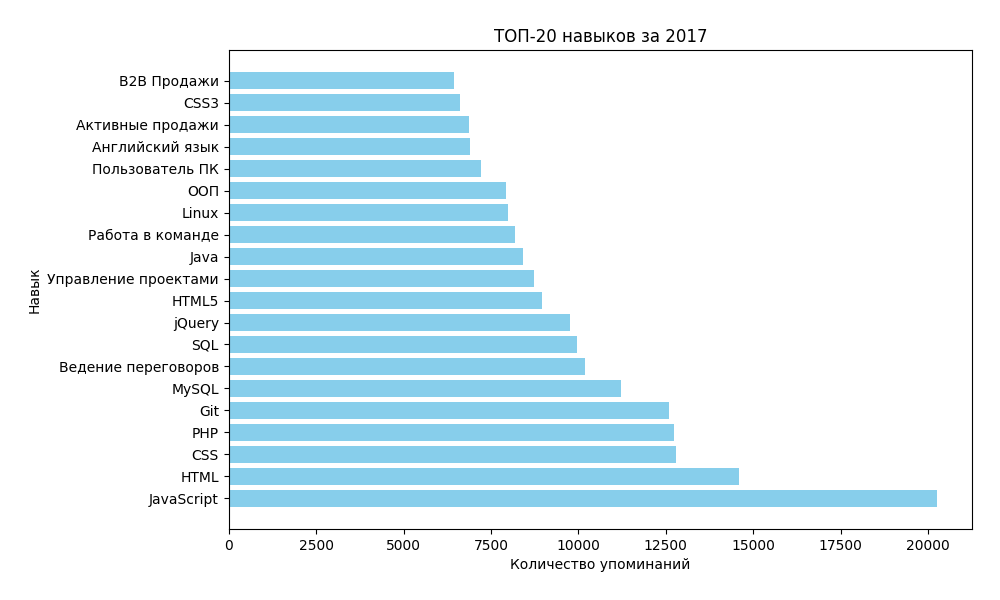 ТОП-20 навыков за 2017
B2B Продажи
CSS3
Активные продажи
Английский язык
Пользователь ПК
ООП
Linux
Работа в команде
Java
Управление проектами
HTML5
jQuery
SQL
Ведение переговоров
MySQL
Git
PHP
CSS
HTML
JavaScript
Навык
0 2500 5000 7500 10000 12500 15000 17500 20000
Количество упоминаний